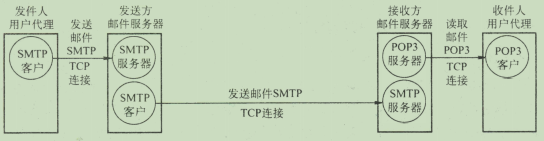 发件人
用户代理
发送
邮件
SMTP
TCP
连接
发送方
邮件服务器
接收方
邮件服务器
读取
邮件
POP3
TCP
连接
收件人
用户代理
SMTP
客户
SMTP
服务器
POP3
服务器
POP3
客户
SMTP
客户
发送邮件SMTP
TCP连接
SMTP
服务器